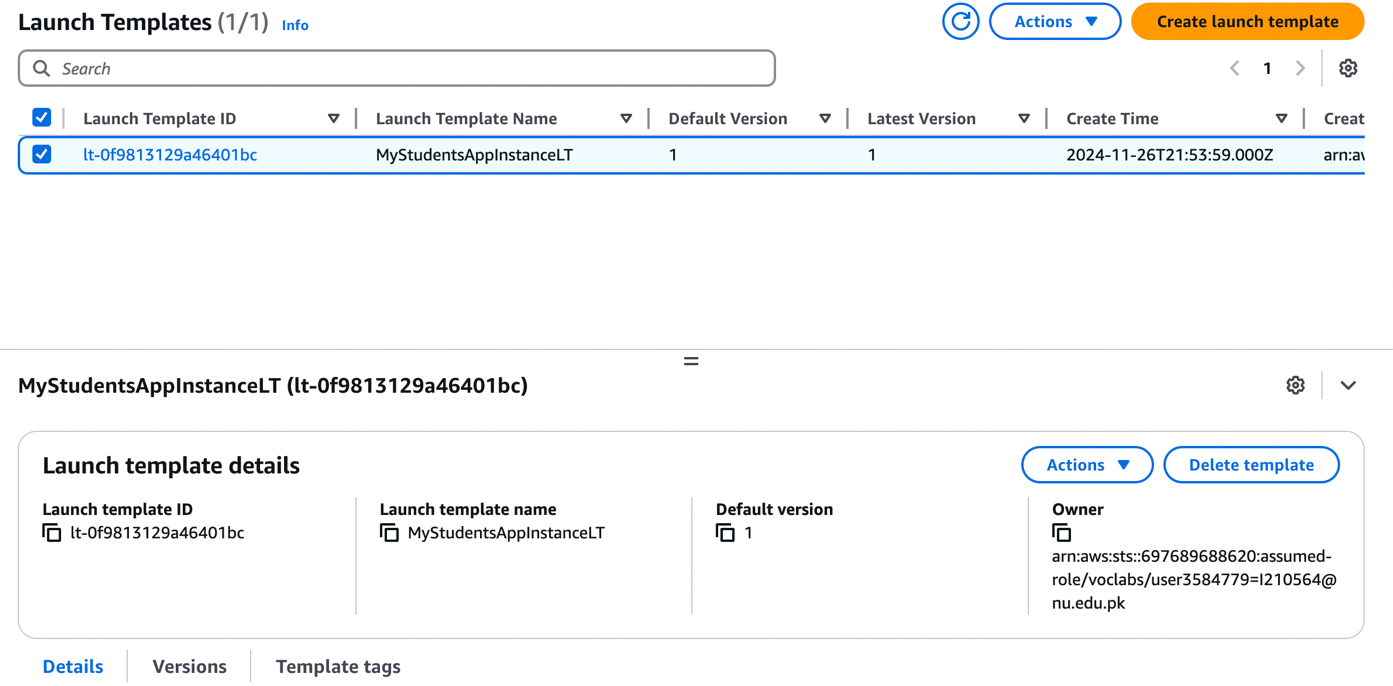 Launch Templates (1/1) Info
Actions
Create launch template
Search
1
Launch Template ID
Launch Template Name
Default Version
Latest Version
Create Time
Creat
lt-0f9813129a46401bc
MyStudentsAppInstanceLT
1
1
2024-11-26T21:53:59.000Z
arn:aw
MyStudentsAppInstanceLT (lt-0f9813129a46401bc)
Launch template details
Actions
Delete template
Launch template ID
lt-0f9813129a46401bc
Launch template name
MyStudentsAppInstanceLT
Default version
1
Owner
arn:aws:sts::697689688620:assumed-
role/voclabs/user3584779=I210564@
nu.edu.pk
Details
Versions
Template tags